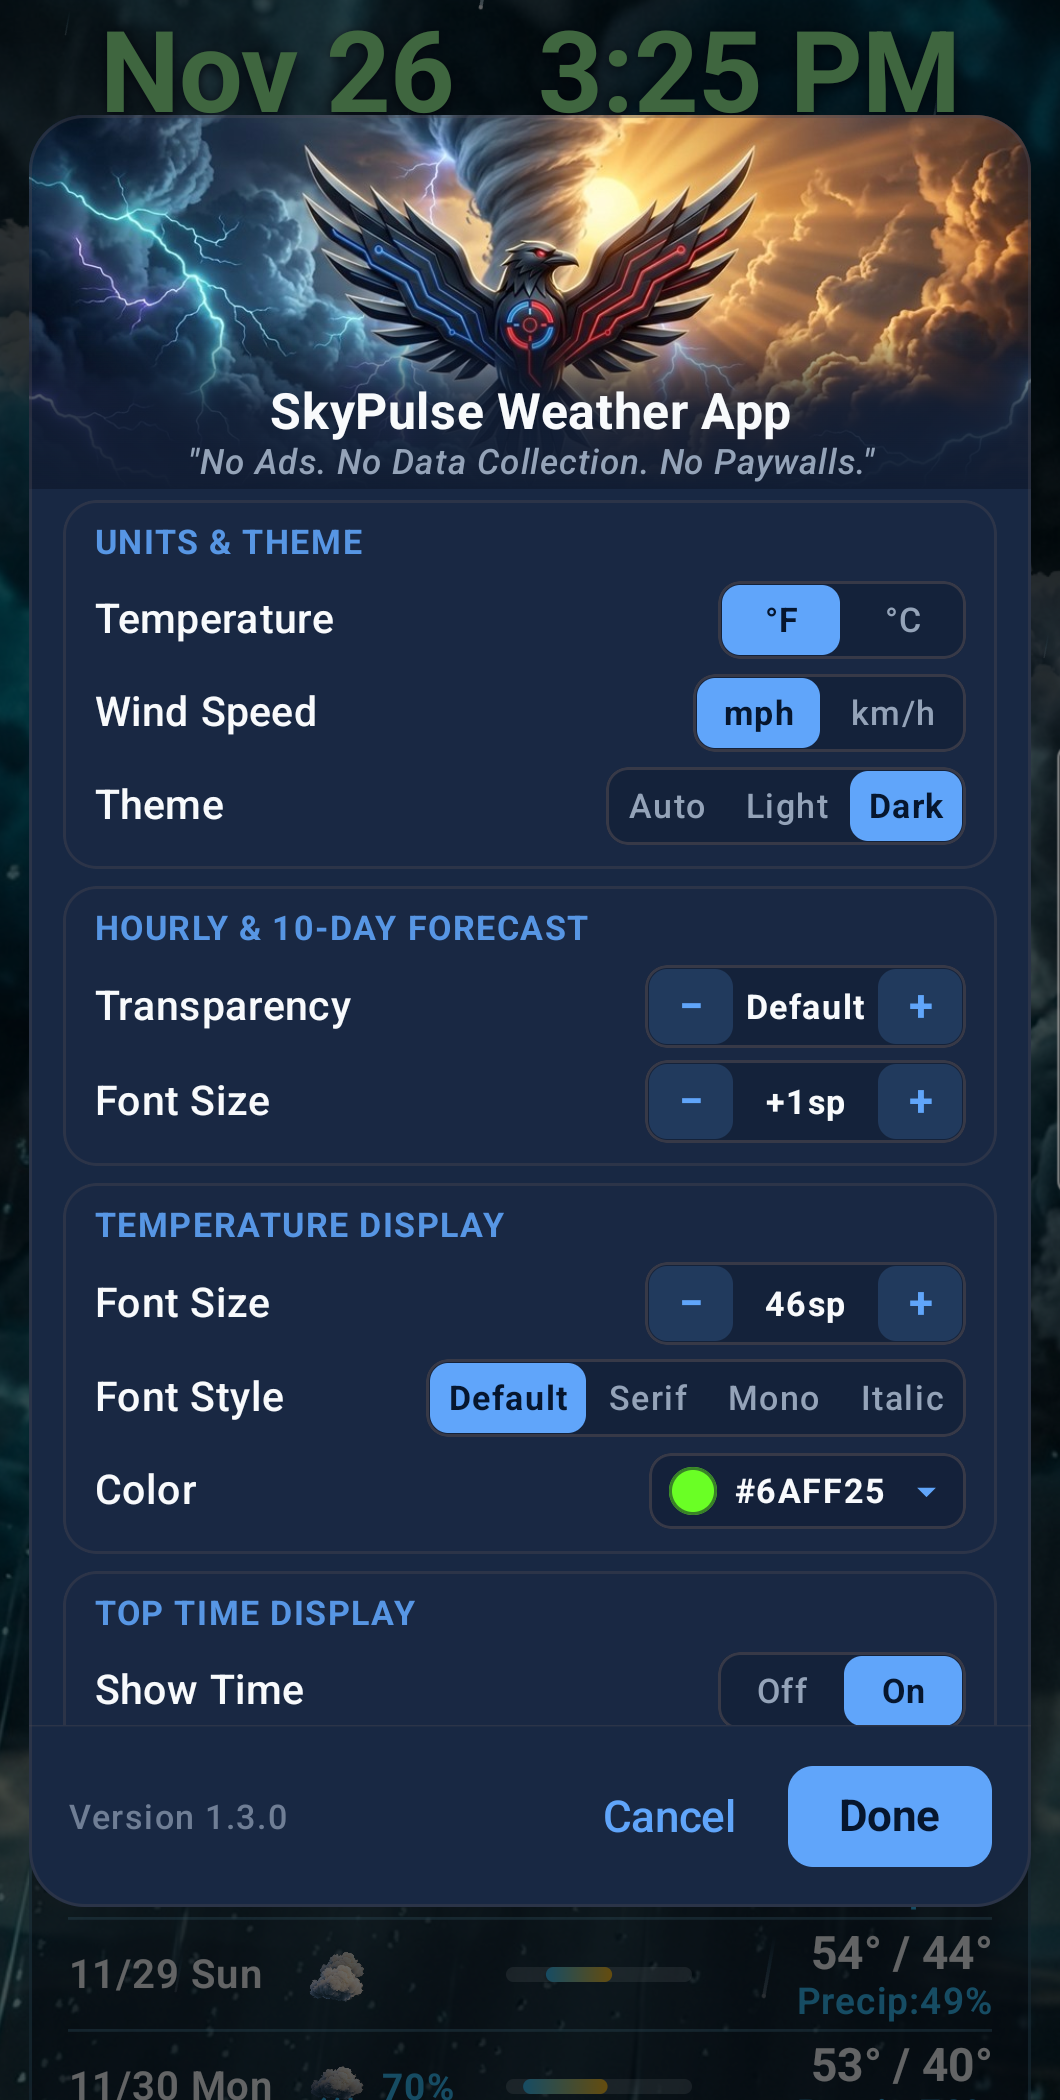 Nov 26 3:25 PM
SkyPulse Weather App
"No Ads. No Data Collection. No Paywalls."
UNITS & THEME
Temperature °F °C
Wind Speed mph km/h
Theme Auto Light Dark
HOURLY & 10-DAY FORECAST
Transparency − Default +
Font Size − +1sp +
TEMPERATURE DISPLAY
Font Size − 46sp +
Font Style Default Serif Mono Italic
Color #6AFF25
TOP TIME DISPLAY
Show Time Off On
Version 1.3.0 Cancel Done
11/29 Sun 54° / 44°
Precip:49%
11/30 Mon 70% 53° / 40°